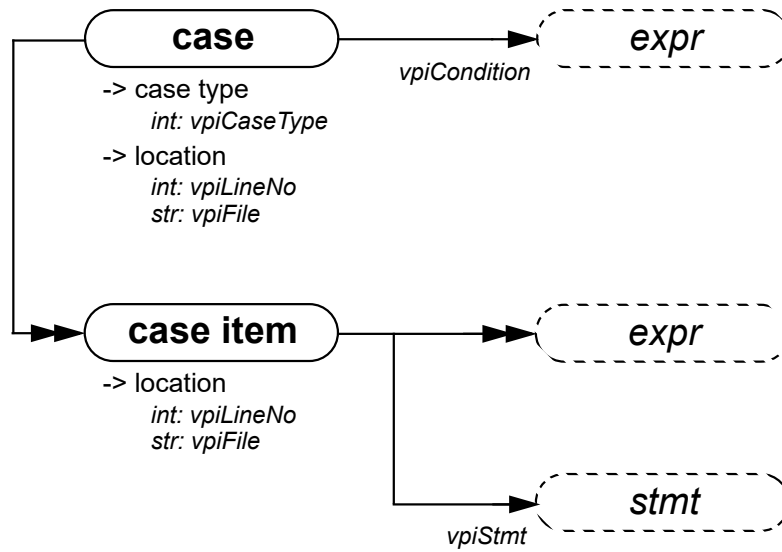 case
expr
vpiCondition
-> case type
int: vpiCaseType
-> location
int: vpiLineNo
str: vpiFile
case item
expr
-> location
int: vpiLineNo
str: vpiFile
stmt
vpiStmt